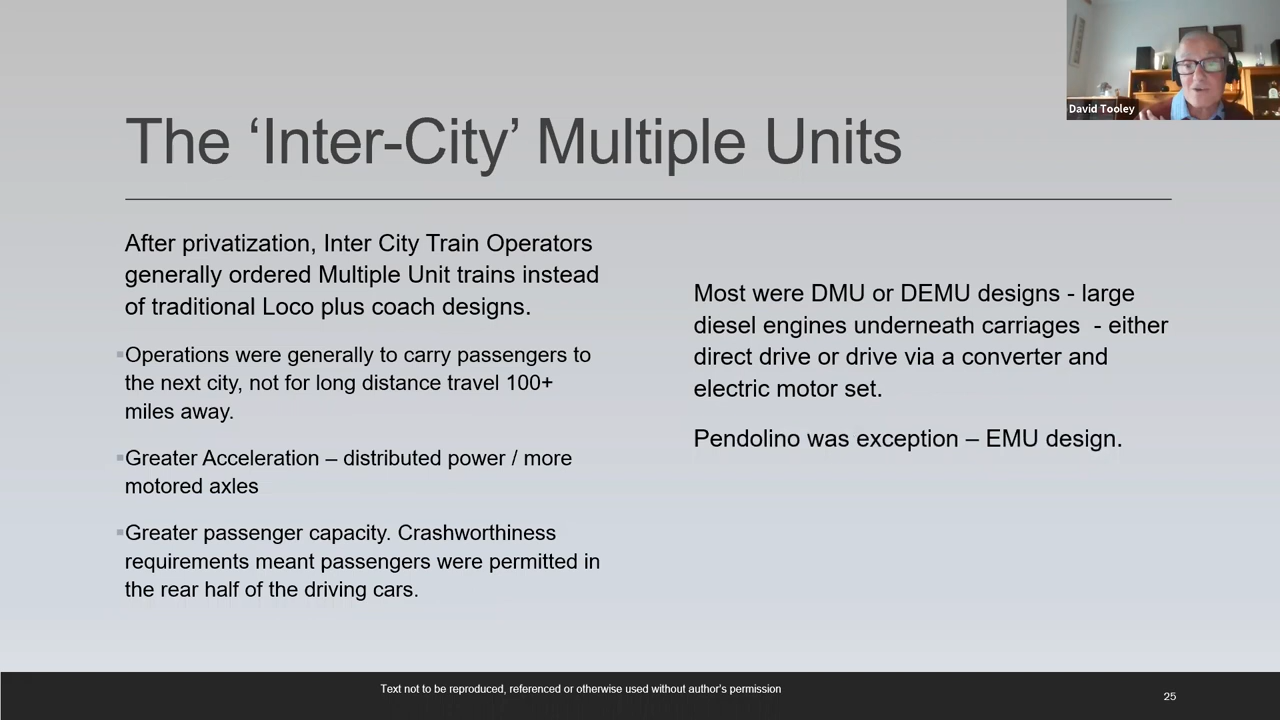 David Tooley
The ‘Inter-City’ Multiple Units
After privatization, Inter City Train Operators
generally ordered Multiple Unit trains instead
of traditional Loco plus coach designs.
Operations were generally to carry passengers to
the next city, not for long distance travel 100+
miles away.
Greater Acceleration – distributed power / more
motored axles
Greater passenger capacity. Crashworthiness
requirements meant passengers were permitted in
the rear half of the driving cars.
Most were DMU or DEMU designs - large
diesel engines underneath carriages - either
direct drive or drive via a converter and
electric motor set.
Pendolino was exception – EMU design.
Text not to be reproduced, referenced or otherwise used without author’s permission
25